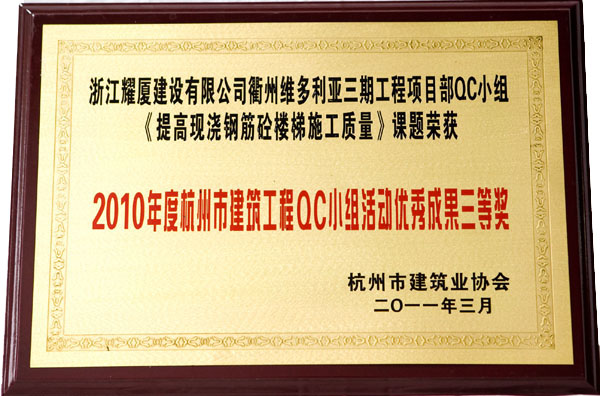 浙江耀厦建设有限公司衢州维多利亚三期工程项目部QC小组
《提高现浇钢筋砼楼梯施工质量》课题荣获
2010年度杭州市建筑工程QC小组活动优秀成果三等奖
杭州市建筑业协会
二〇一一年三月